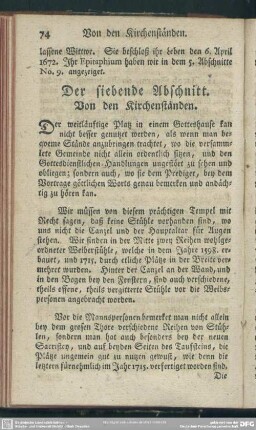 74 Von den Kirchenständen.
lassene Wittwe. Sie beschloß ihr Leben den 6. April
1672. Ihr Epitaphium haben wir in dem 5. Abschnitte
No. 9. angezeiget.
Der siebende Abschnitt.
Von den Kirchenständen.
Der weitläuftige Platz in einem Gotteshause kan
nicht besser genutzet werden, als wenn man be-
queme Stände anzubringen trachtet, wo die versamm-
lete Gemeinde nicht allein ordentlich sitzen, und den
Gottesdienstlichen-Handlungen ungestört zu sehen und
obliegen; sondern auch, wo sie den Prediger, bey dem
Vortrage göttlichen Worts genau bemerken und andäch-
tig zu hören kan.
Wir müssen von diesem prächtigen Tempel mit
Recht sagen, daß keine Stühle vorhanden sind, wo
uns nicht die Canzel und der Hauptaltar für Augen
stehen. Wir finden in der Mitte zwey Reihen wohlge-
ordneter Weiberstühle, welche in den Jahren 1598. er-
bauet, und 1715, durch etliche Plätze in der Breite ver-
mehret wurden. Hinter der Canzel an der Wand, und
in den Bogen bey den Fenstern, sind auch verschiedene,
theils offene, theils vergitterte Stühle vor die Weibs-
personen angebracht worden.
Vor die Mannspersonen bemerket man nicht allein
bey dem großen Thore verschiedene Reihen von Stüh-
len, sondern man hat auch besonders bey der neuen
Sacristey, und auf beyden Seiten des Taufsteins, die
Plätze ungemein gut zu nutzen gewust, wie denn die
letztern fürnehmlich im Jahr 1715. verfertiget worden sind.
Die